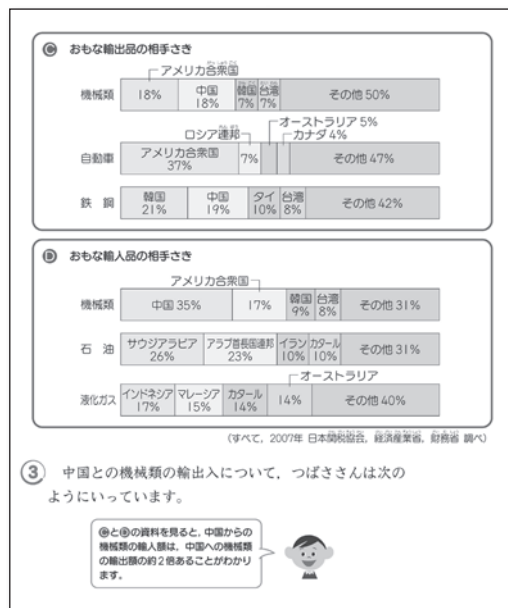 Ⓒ おもな輸出品の相手さき
アメリカ合衆国
機械類 18% 中国 18% 韓国 7% 台湾 7% その他 50%
オーストラリア 5%
ロシア連邦 カナダ 4%
自動車 アメリカ合衆国 37% 7% その他 47%
鉄鋼 韓国 21% 中国 19% タイ 10% 台湾 8% その他 42%
Ⓓ おもな輸入品の相手さき
アメリカ合衆国
機械類 中国 35% 17% 韓国 9% 台湾 8% その他 31%
石油 サウジアラビア 26% アラブ首長国連邦 23% イラン 10% カタール 10% その他 31%
オーストラリア
液化ガス インドネシア 17% マレーシア 15% カタール 14% 14% その他 40%
(すべて,2007年 日本関税協会,経済産業省,財務省 調べ)
③ 中国との機械類の輸出入について,つばささんは次の
ようにいっています。
ⒸとⒹの資料を見ると,中国からの
機械類の輸入額は,中国への機械類
の輸出額の約2倍あることがわかり
ます。